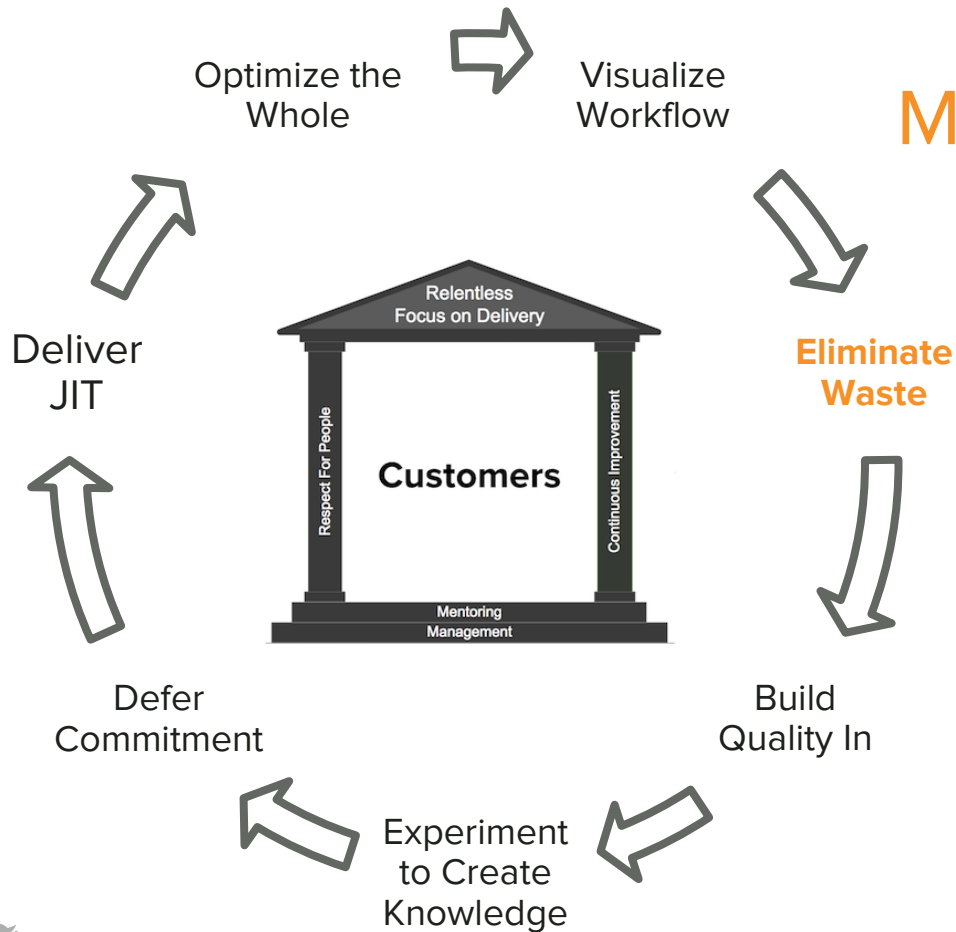 Optimize the
Whole
Visualize
Workflow
M
Relentless
Focus on Delivery
Deliver
JIT
Eliminate
Waste
Respect For People
Customers
Continuous Improvement
Mentoring
Management
Defer
Commitment
Build
Quality In
Experiment
to Create
Knowledge